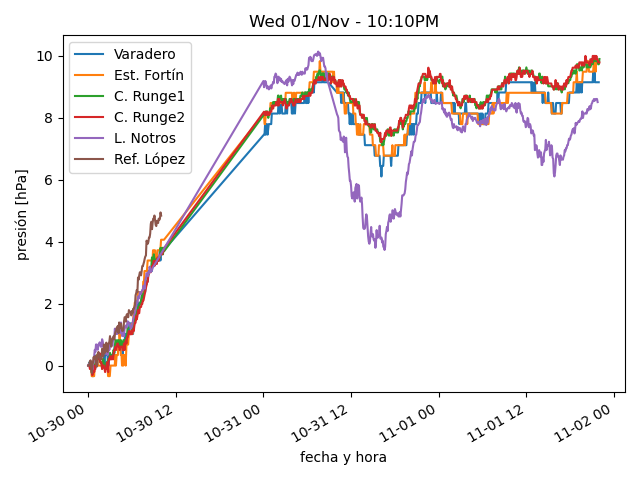 Wed 01/Nov - 10:10PM
Varadero
Est. Fortín
C. Runge1
C. Runge2
L. Notros
Ref. López
presión [hPa]
10
8
6
4
2
0
10-30 00
10-30 12
10-31 00
10-31 12
11-01 00
11-01 12
11-02 00
fecha y hora